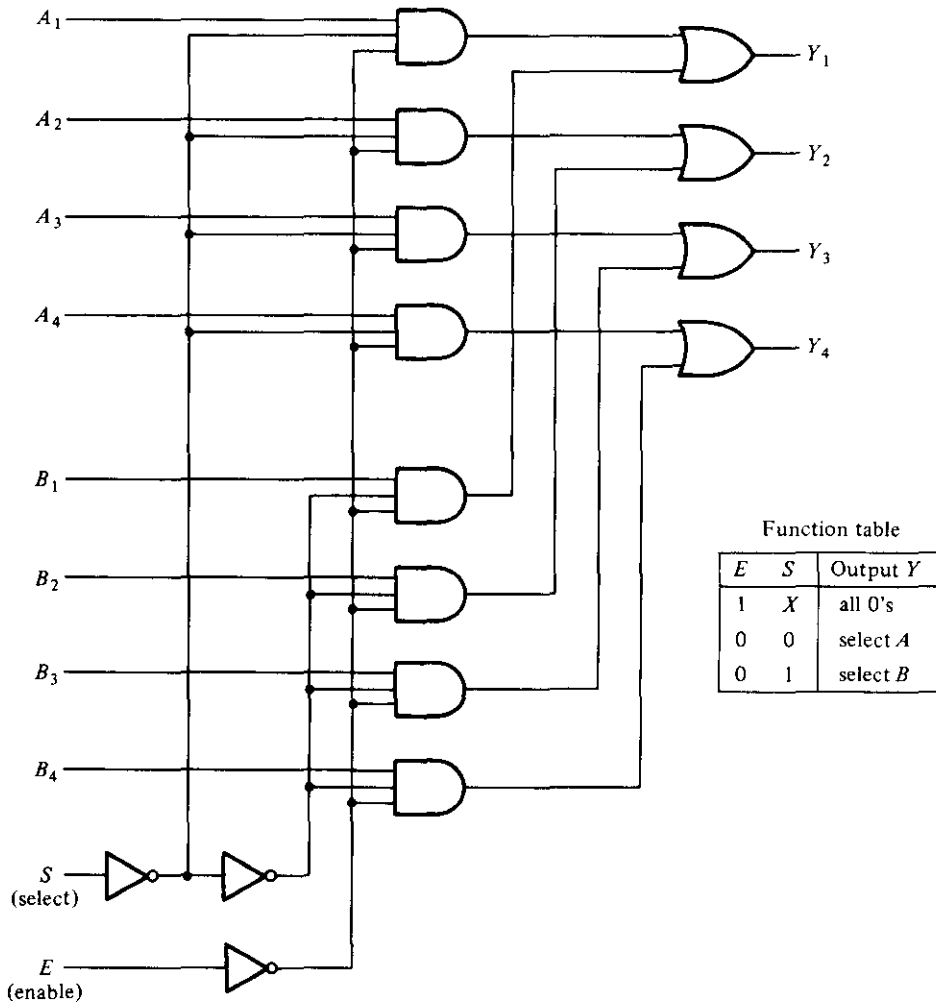 A1
A2
A3
A4
B1
B2
B3
B4
S
(select)
E
(enable)
Y1
Y2
Y3
Y4
Function table
E S Output Y
1 X all 0's
0 0 select A
0 1 select B